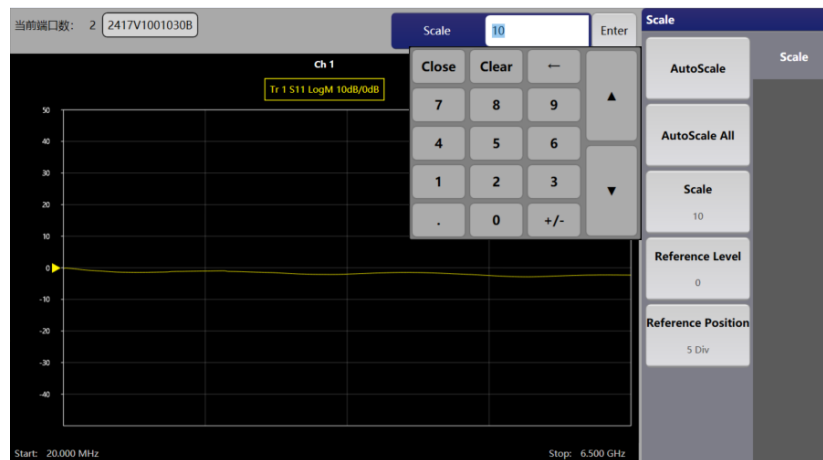 当前端口数: 2 2417V1001030B
Scale 10 Enter
Scale
Close Clear ←
7 8 9 ▲
4 5 6
1 2 3 ▼
. 0 +/-
Ch 1
Tr 1 S11 LogM 10dB/0dB
50
40
30
20
10
0
-10
-20
-30
-40
Start: 20.000 MHz
Stop: 6.500 GHz
AutoScale
AutoScale All
Scale
10
Reference Level
0
Reference Position
5 Div
Scale